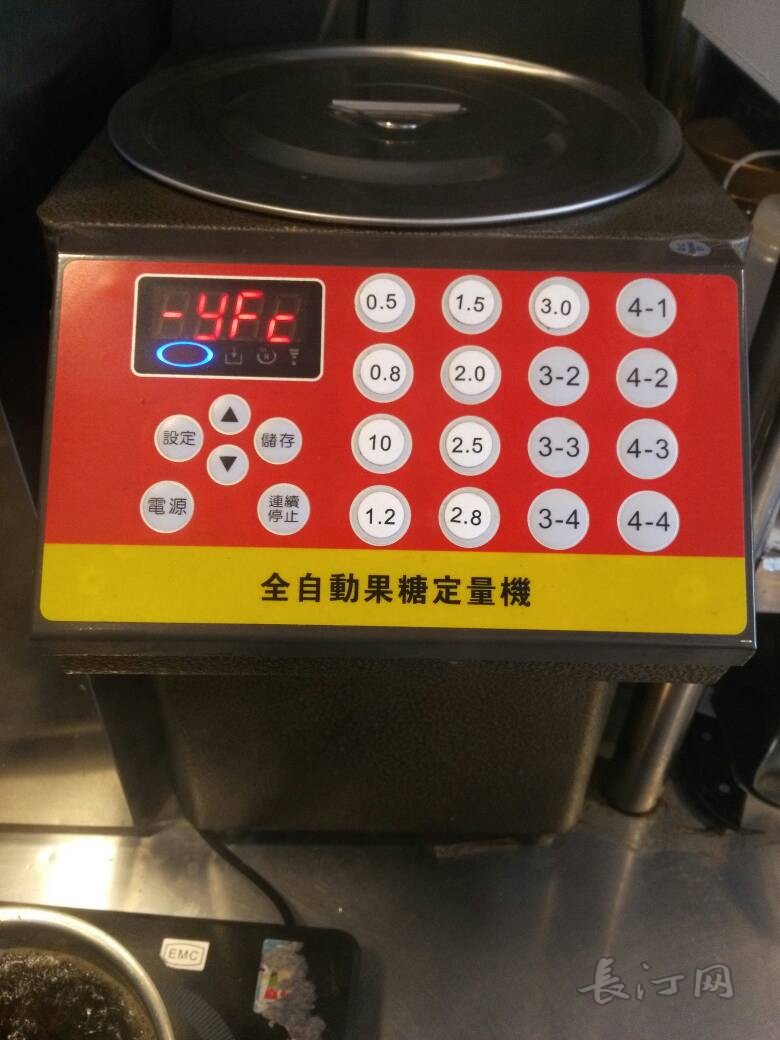 -yFc
0.5 1.5 3.0 4-1
0.8 2.0 3-2 4-2
10 2.5 3-3 4-3
1.2 2.8 3-4 4-4
▲
設定 儲存
▼
電源 連續
停止
全自動果糖定量機
EMC
長汀网